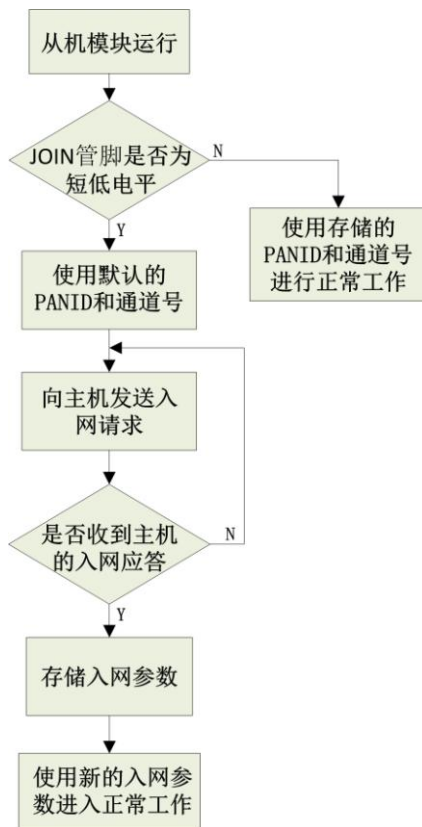 从机模块运行
JOIN管脚是否为
短低电平
N
Y
使用存储的
PANID和通道号
进行正常工作
使用默认的
PANID和通道号
向主机发送入
网请求
是否收到主机
的入网应答
N
Y
存储入网参数
使用新的入网参
数进入正常工作